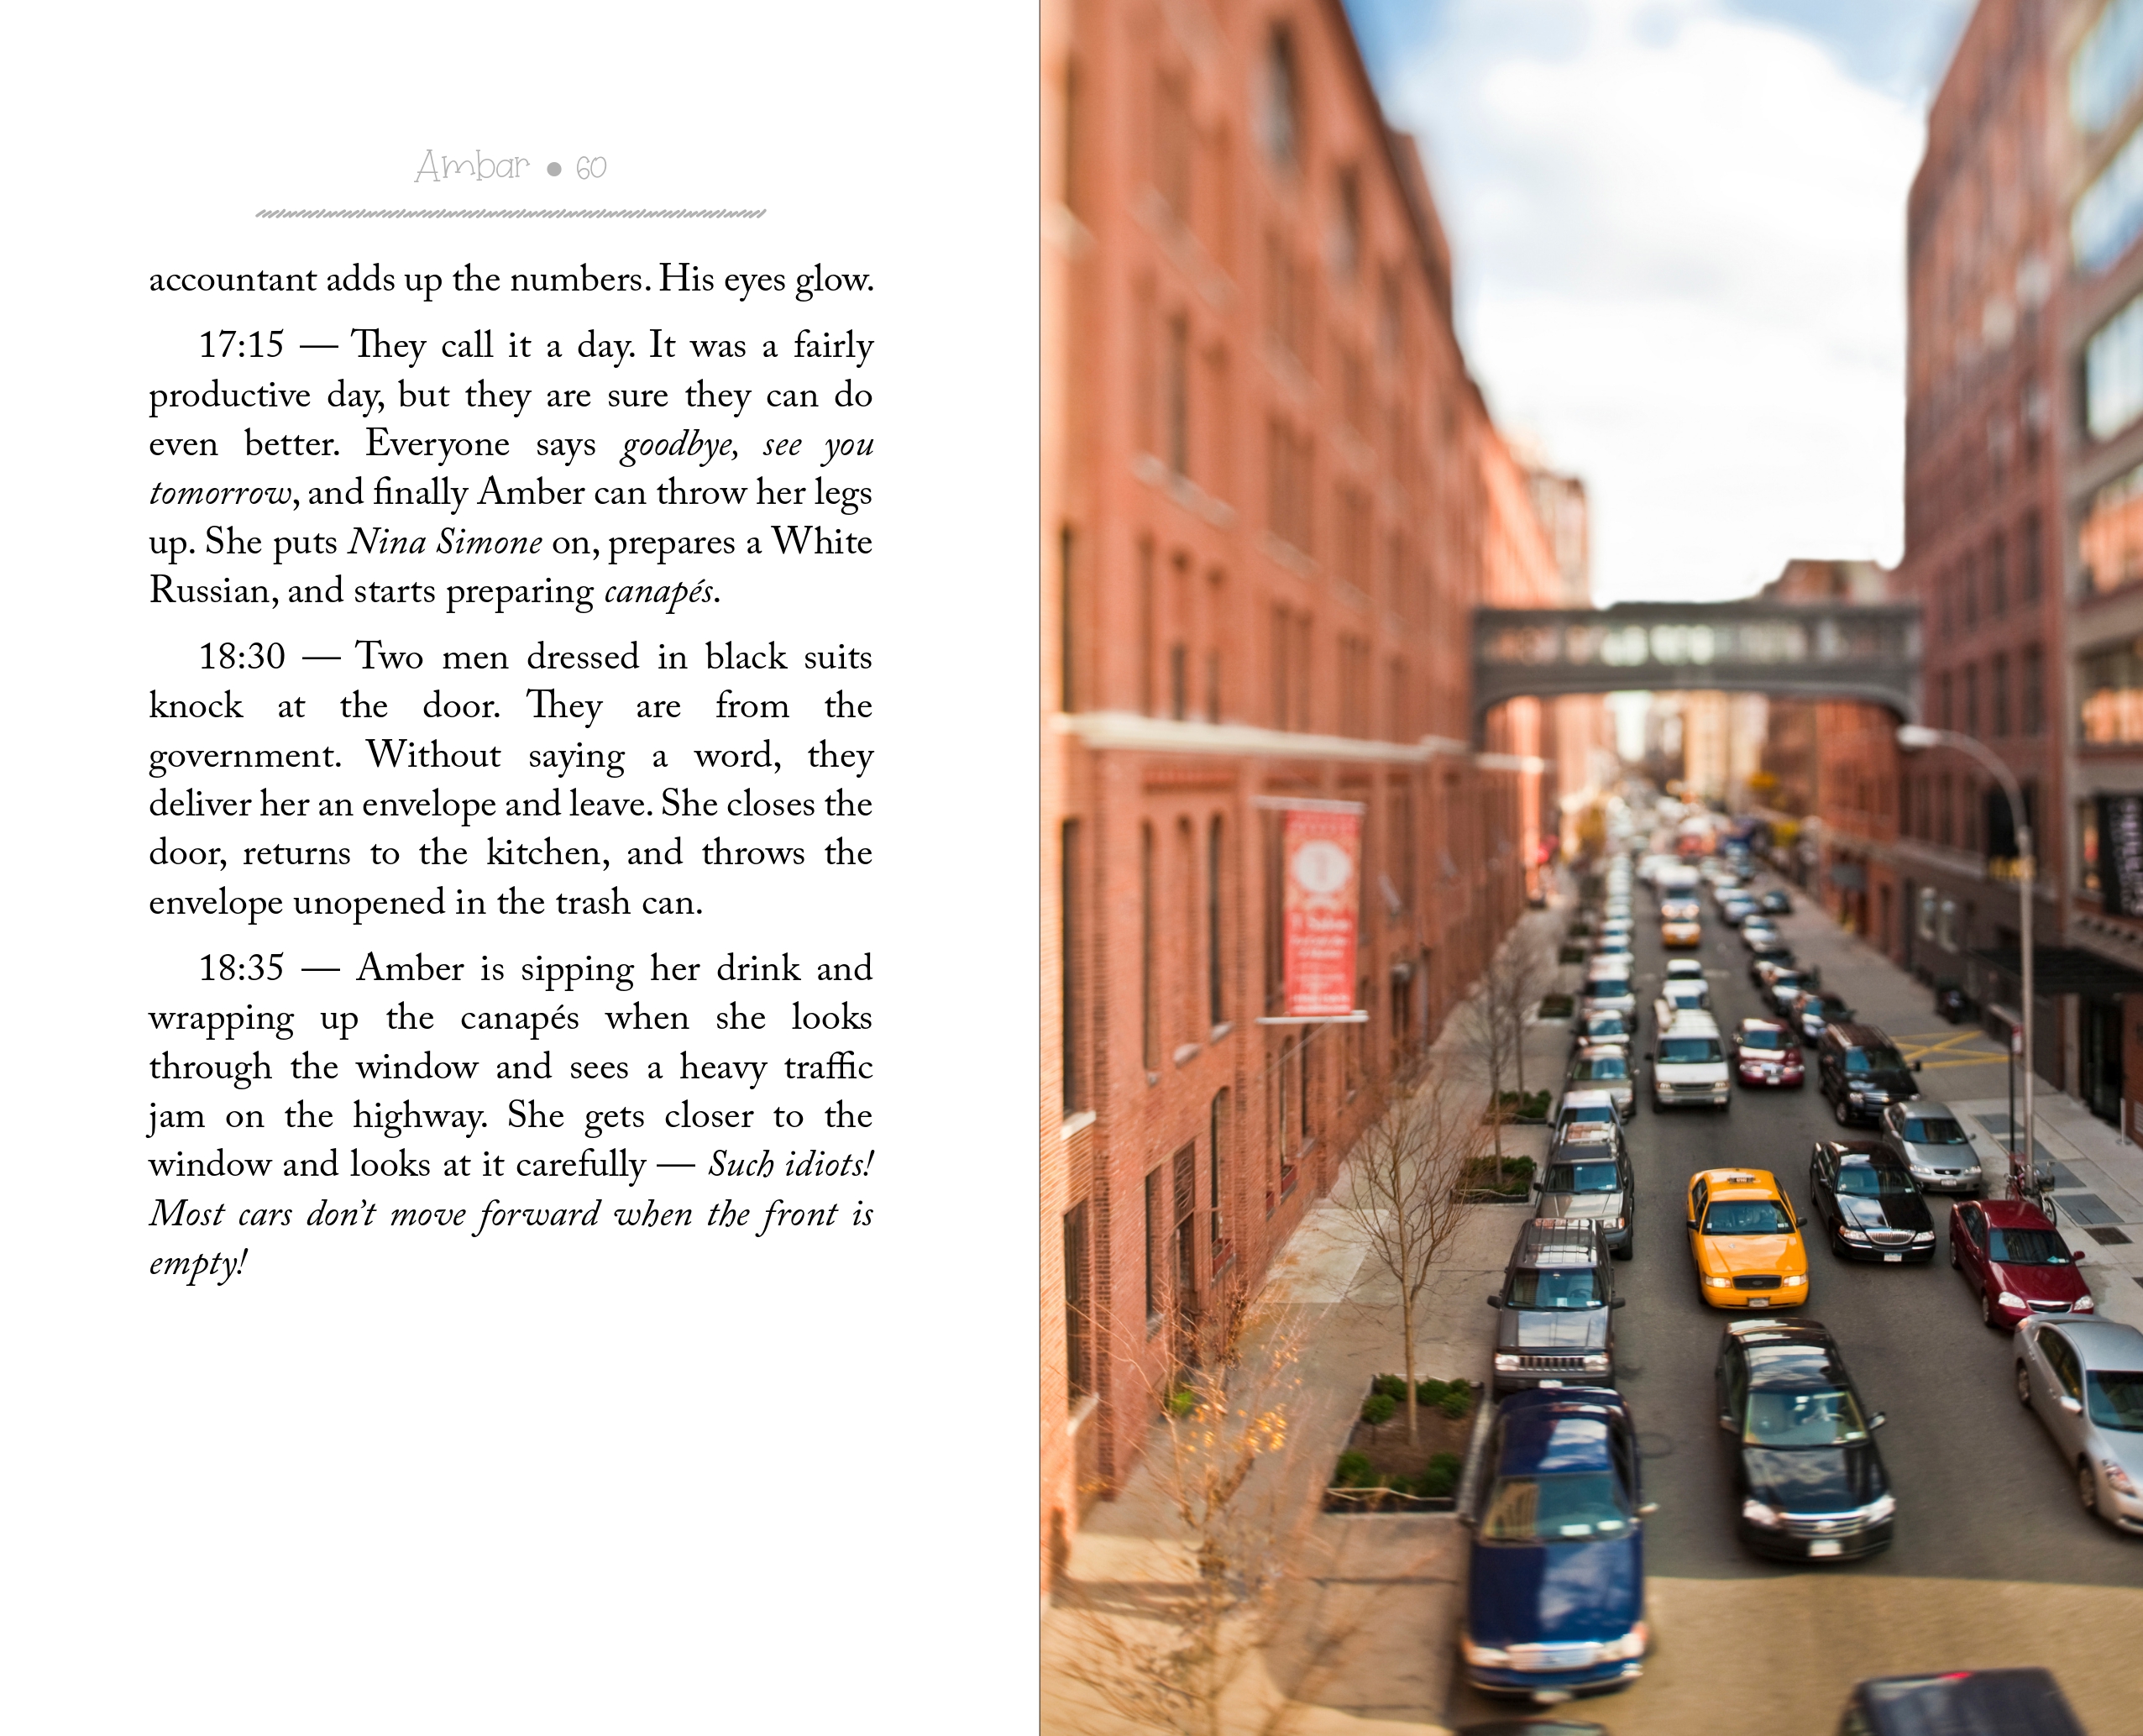 Ambar • 60
accountant adds up the numbers. His eyes glow.
17:15 — They call it a day. It was a fairly
productive day, but they are sure they can do
even better. Everyone says goodbye, see you
tomorrow, and finally Amber can throw her legs
up. She puts Nina Simone on, prepares a White
Russian, and starts preparing canapés.
18:30 — Two men dressed in black suits
knock at the door. They are from the
government. Without saying a word, they
deliver her an envelope and leave. She closes the
door, returns to the kitchen, and throws the
envelope unopened in the trash can.
18:35 — Amber is sipping her drink and
wrapping up the canapés when she looks
through the window and sees a heavy traffic
jam on the highway. She gets closer to the
window and looks at it carefully — Such idiots!
Most cars don't move forward when the front is
empty!